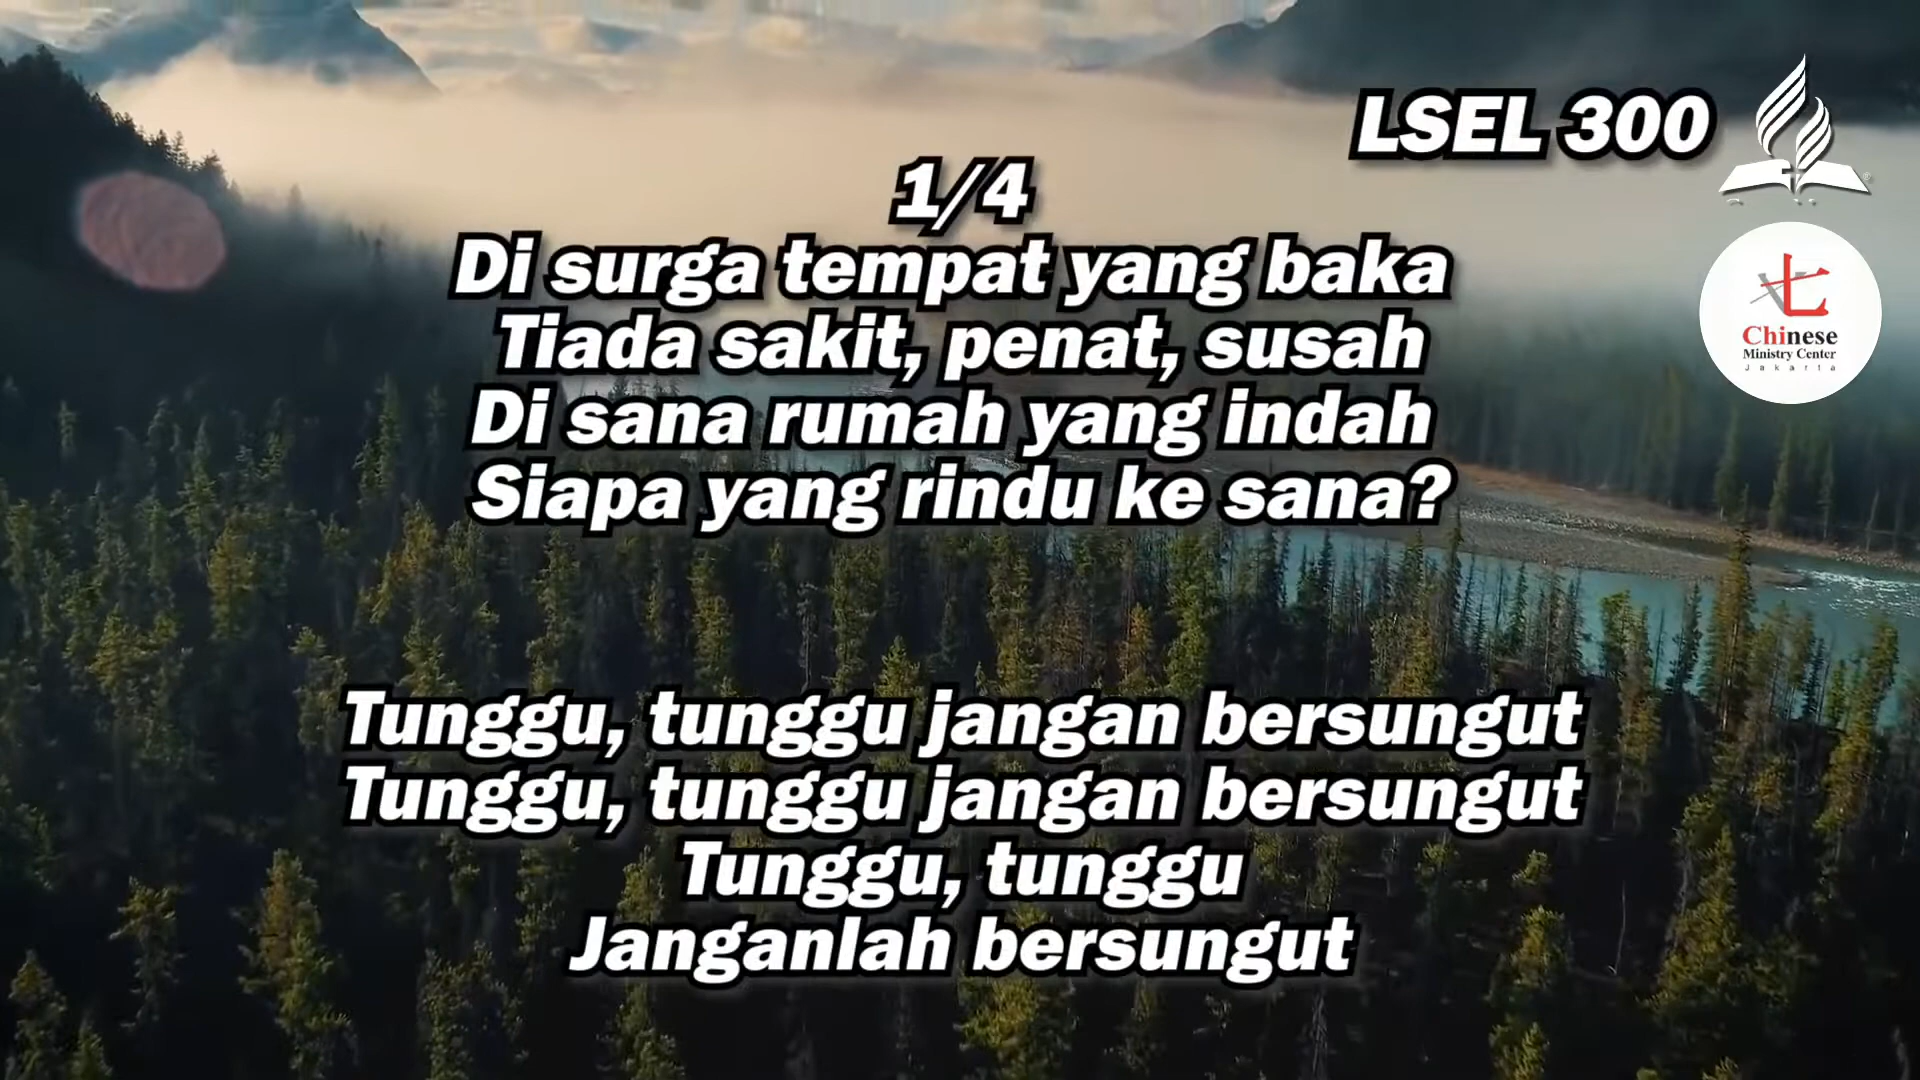 LSEL 300
1/4
Di surga tempat yang baka
Tiada sakit, penat, susah
Di sana rumah yang indah
Siapa yang rindu ke sana?
Tunggu, tunggu jangan bersungut
Tunggu, tunggu jangan bersungut
Tunggu, tunggu
Janganlah bersungut
七
Chinese
Ministry Center
Jakarta